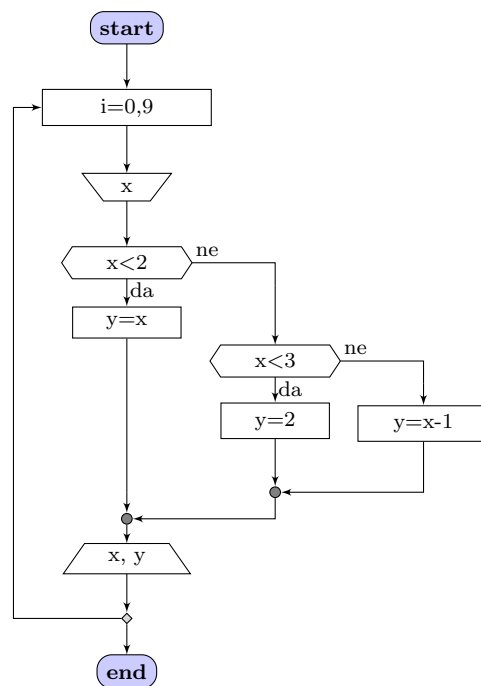 start
i=0,9
x
x<2
ne
da
y=x
x<3
ne
da
y=2
y=x-1
x, y
end